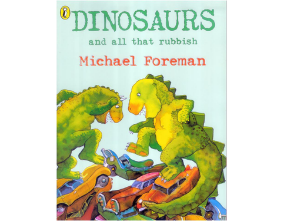 DINOSAURS
and all that rubbish
Michael Foreman